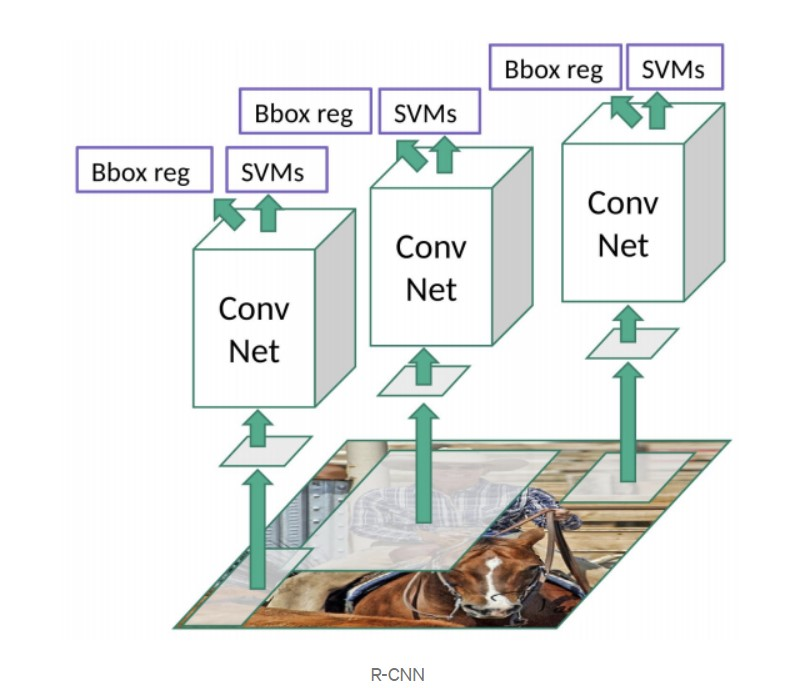 Bbox reg SVMs
Bbox reg SVMs
Bbox reg SVMs
Conv
Net
Conv
Net
Conv
Net
R-CNN